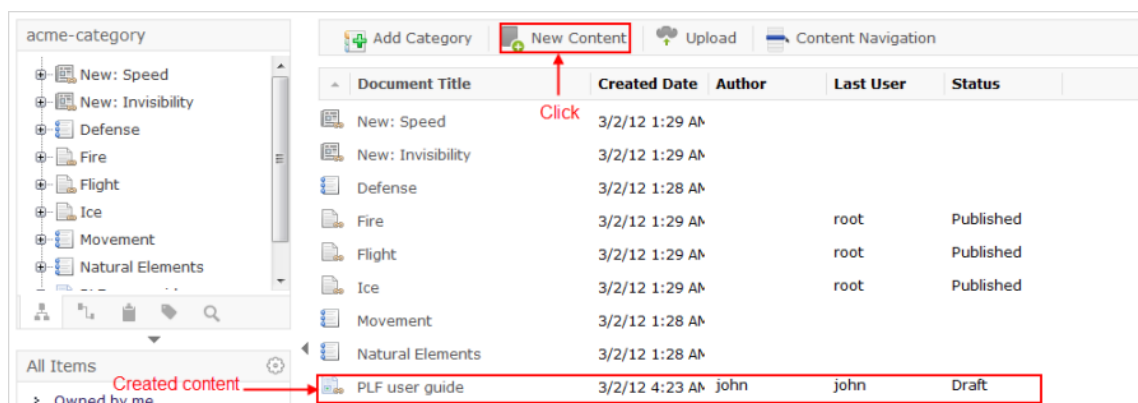 acme-category
Add Category New Content Upload Content Navigation
New: Speed
New: Invisibility
Defense
Fire
Flight
Ice
Movement
Natural Elements
All Items
Created content
Owned by me
Click
Document Title Created Date Author Last User Status
New: Speed 3/2/12 1:29 AM
New: Invisibility 3/2/12 1:29 AM
Defense 3/2/12 1:28 AM
Fire 3/2/12 1:29 AM root Published
Flight 3/2/12 1:29 AM root Published
Ice 3/2/12 1:29 AM root Published
Movement 3/2/12 1:28 AM
Natural Elements 3/2/12 1:28 AM
PLF user guide 3/2/12 4:23 AM john john Draft